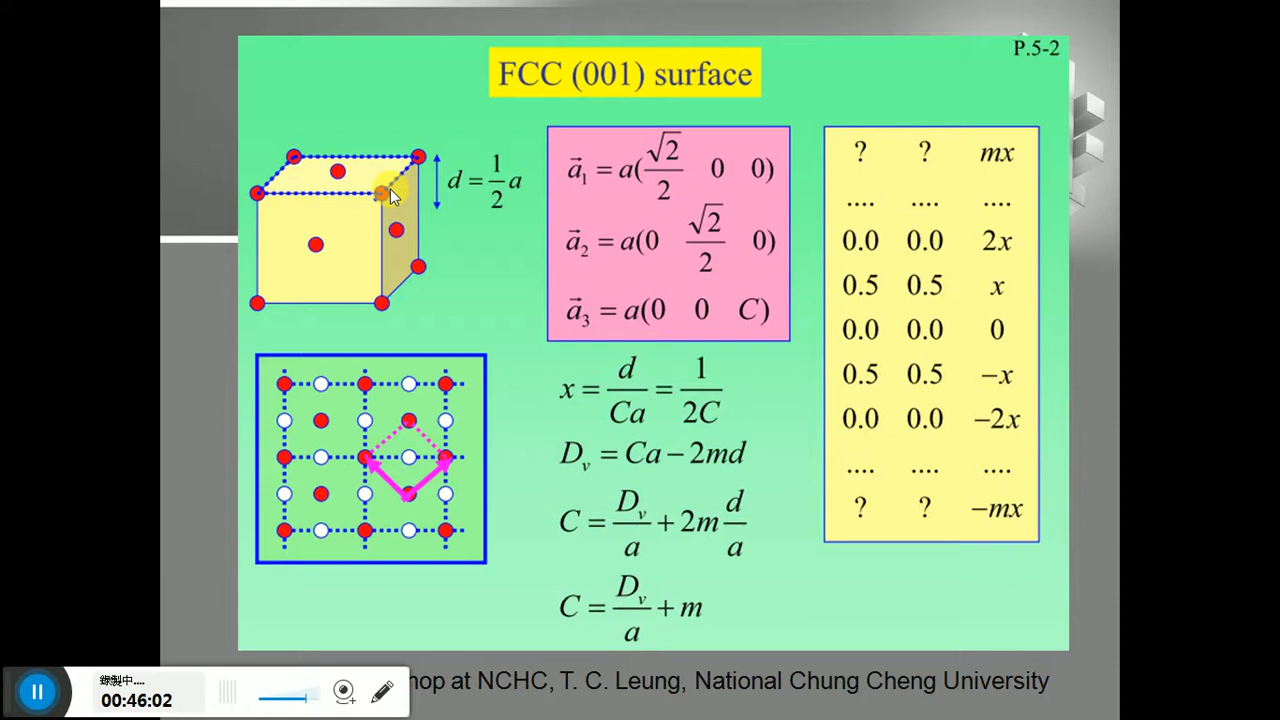 P.5-2
FCC (001) surface
d = 1/2 a
a⃗₁ = a(√2/2 0 0)
a⃗₂ = a(0 √2/2 0)
a⃗₃ = a(0 0 C)
x = d/Ca = 1/2C
Dᵥ = Ca − 2md
C = Dᵥ/a + 2m d/a
C = Dᵥ/a + m
? ? mx
.... .... ....
0.0 0.0 2x
0.5 0.5 x
0.0 0.0 0
0.5 0.5 −x
0.0 0.0 −2x
.... .... ....
? ? −mx
at NCHC, T. C. Leung, National Chung Cheng University
錄製中....
00:46:02